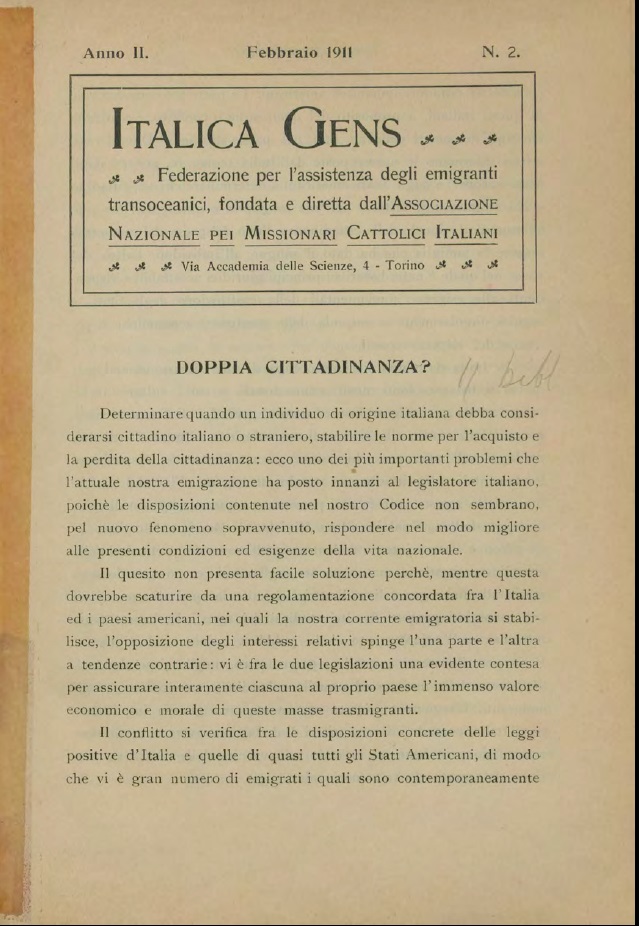 Anno II. Febbraio 1911 N. 2.
ITALICA GENS
Federazione per l'assistenza degli emigranti
transoceanici, fondata e diretta dall'ASSOCIAZIONE
NAZIONALE PEI MISSIONARI CATTOLICI ITALIANI
Via Accademia delle Scienze, 4 - Torino
DOPPIA CITTADINANZA?
Determinare quando un individuo di origine italiana debba consi-
derarsi cittadino italiano o straniero, stabilire le norme per l'acquisto e
la perdita della cittadinanza: ecco uno dei più importanti problemi che
l'attuale nostra emigrazione ha posto innanzi al legislatore italiano,
poichè le disposizioni contenute nel nostro Codice non sembrano,
pel nuovo fenomeno sopravvenuto, rispondere nel modo migliore
alle presenti condizioni ed esigenze della vita nazionale.
Il quesito non presenta facile soluzione perchè, mentre questa
dovrebbe scaturire da una regolamentazione concordata fra l'Italia
ed i paesi americani, nei quali la nostra corrente emigratoria si stabi-
lisce, l'opposizione degli interessi relativi spinge l'una parte e l'altra
a tendenze contrarie: vi è fra le due legislazioni una evidente contesa
per assicurare interamente ciascuna al proprio paese l'immenso valore
economico e morale di queste masse trasmigranti.
Il conflitto si verifica fra le disposizioni concrete delle leggi
positive d'Italia e quelle di quasi tutti gli Stati Americani, di modo
che vi è gran numero di emigrati i quali sono contemporaneamente